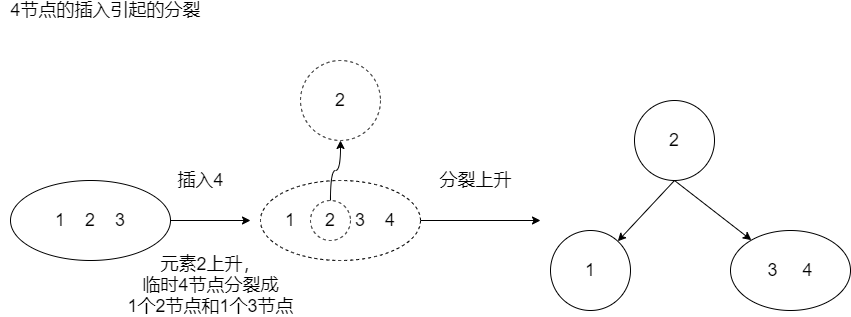 4节点的插入引起的分裂
2
2
插入4
分裂上升
1 2 3
1 2 3 4
元素2上升，
临时4节点分裂成
1个2节点和1个3节点
1
3 4